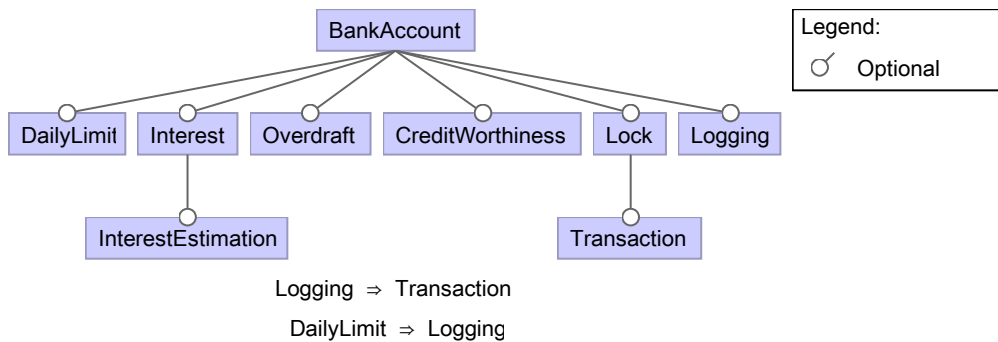 BankAccount
Legend:
Optional
DailyLimit
Interest
Overdraft
CreditWorthiness
Lock
Logging
InterestEstimation
Transaction
Logging ⇒ Transaction
DailyLimit ⇒ Logging